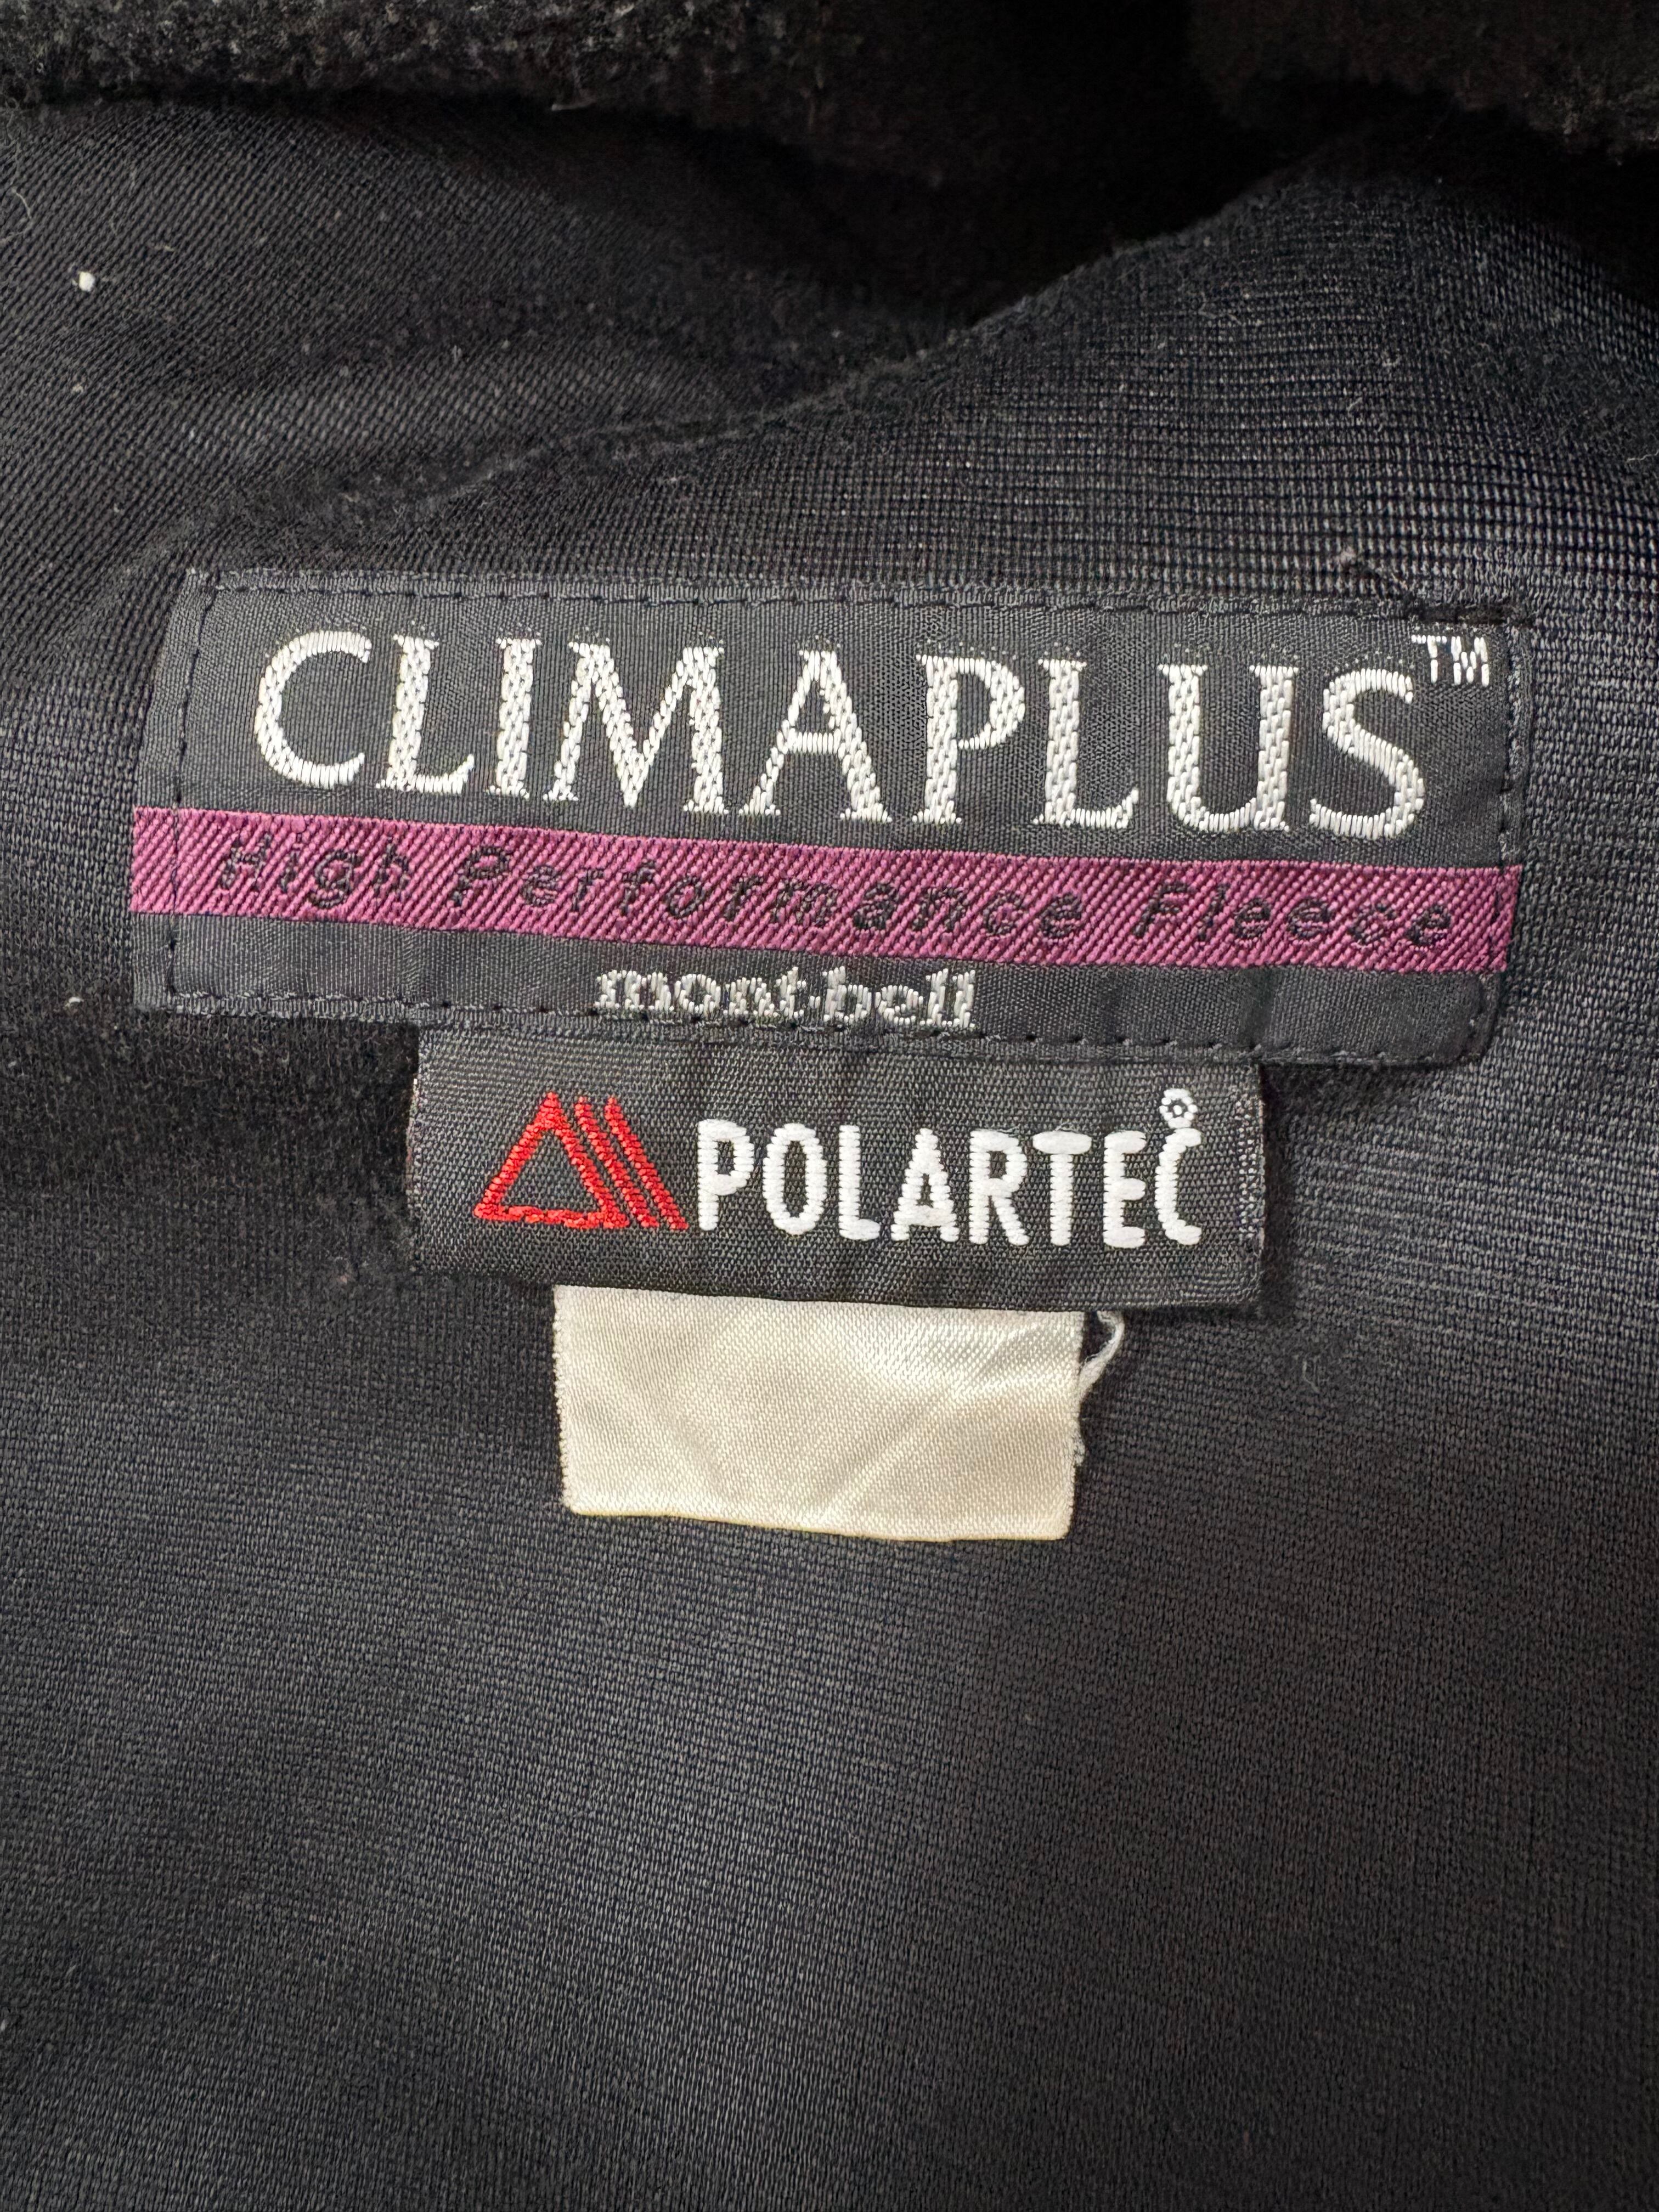 CLIMAPLUS™
High Performance Fleece
mont·bell
POLARTEC®